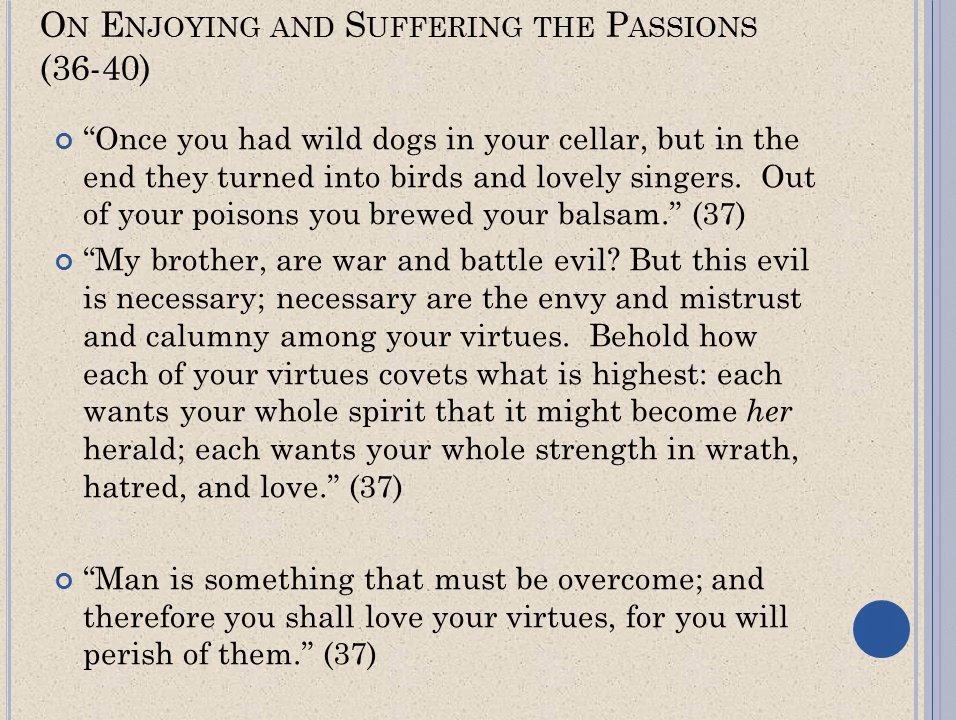 On Enjoying and Suffering the Passions
(36-40)
“Once you had wild dogs in your cellar, but in the
end they turned into birds and lovely singers.  Out
of your poisons you brewed your balsam.” (37)
“My brother, are war and battle evil? But this evil
is necessary; necessary are the envy and mistrust
and calumny among your virtues.  Behold how
each of your virtues covets what is highest: each
wants your whole spirit that it might become her
herald; each wants your whole strength in wrath,
hatred, and love.” (37)
“Man is something that must be overcome; and
therefore you shall love your virtues, for you will
perish of them.” (37)